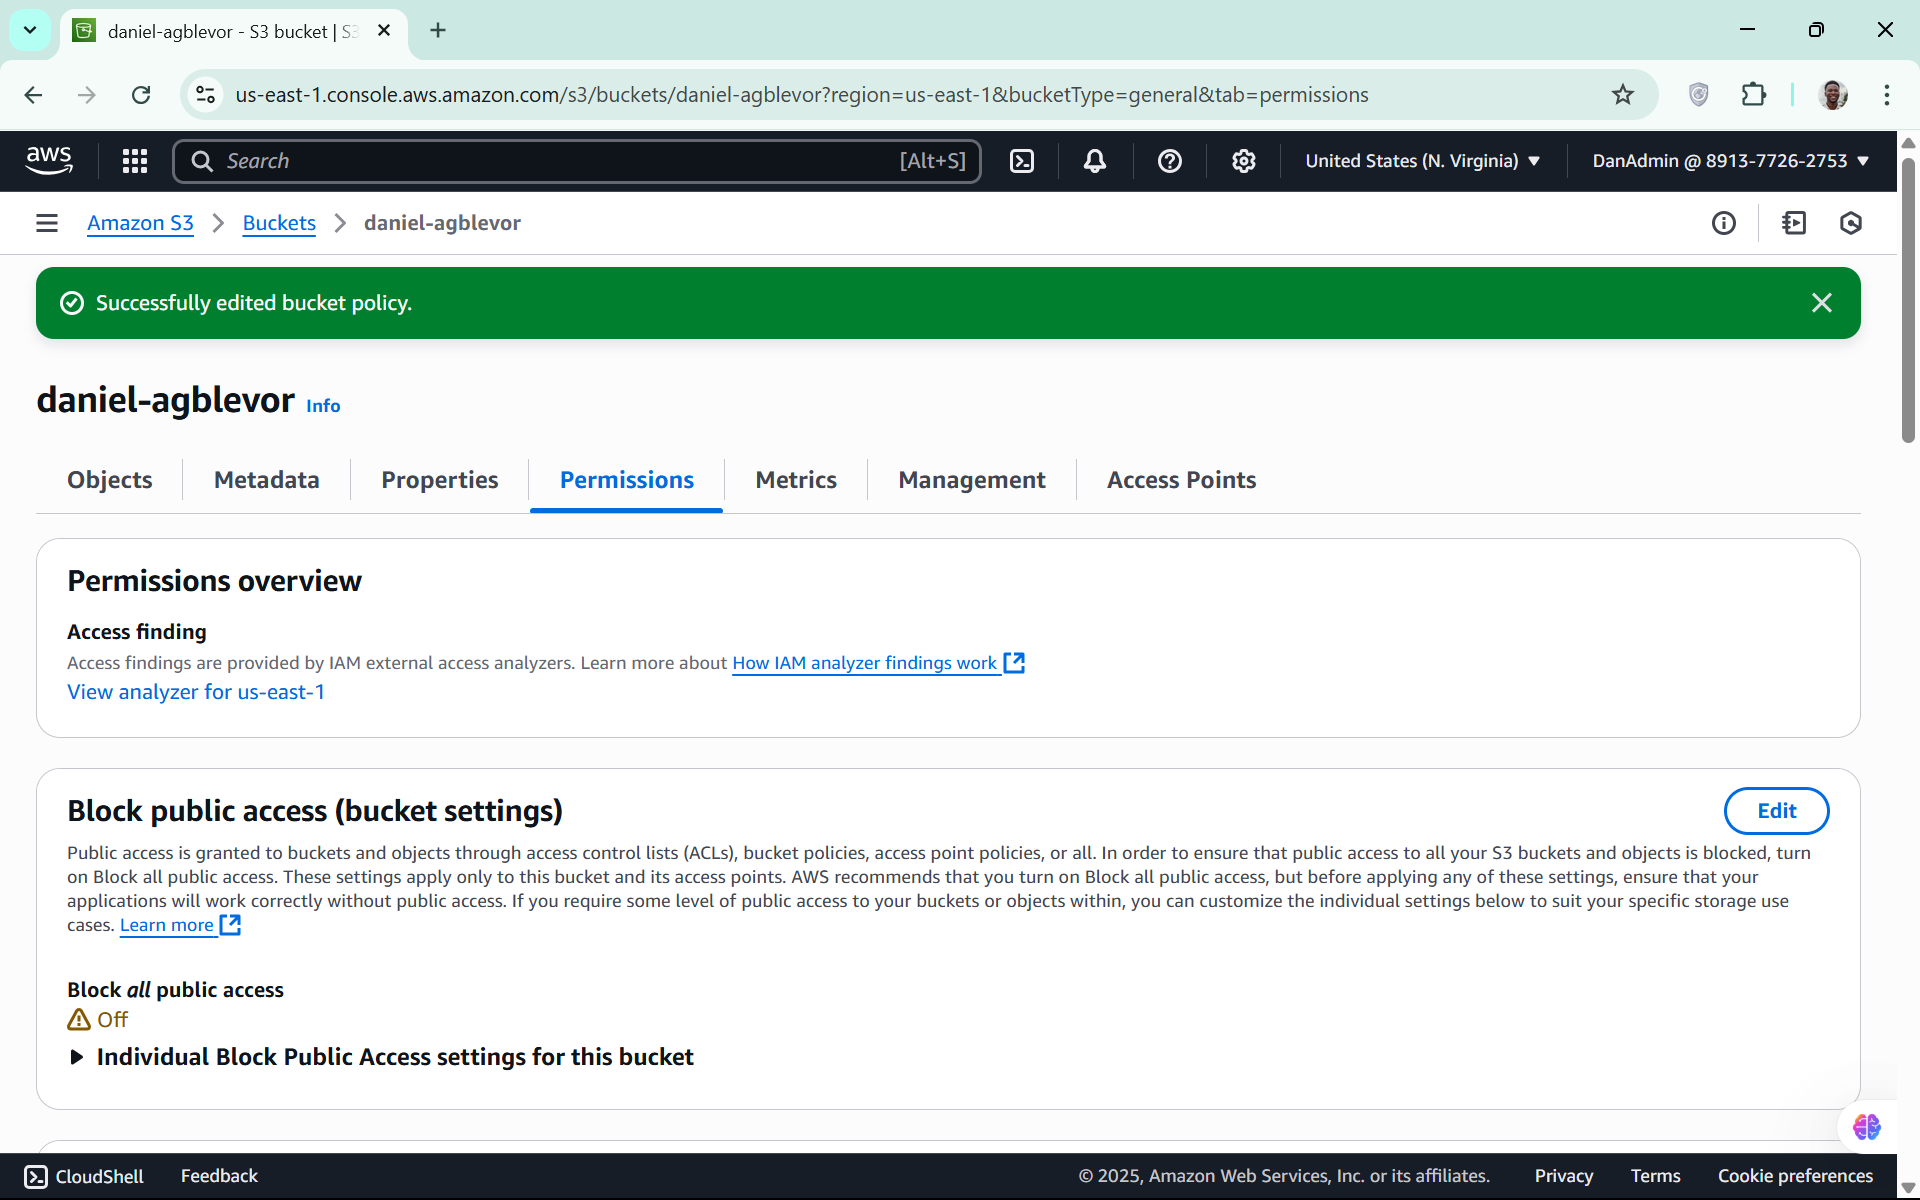 daniel-agblevor - S3 bucket | S3
us-east-1.console.aws.amazon.com/s3/buckets/daniel-agblevor?region=us-east-1&bucketType=general&tab=permissions
aws
Search
[Alt+S]
United States (N. Virginia)
DanAdmin @ 8913-7726-2753
Amazon S3
Buckets
daniel-agblevor
Successfully edited bucket policy.
daniel-agblevor Info
Objects
Metadata
Properties
Permissions
Metrics
Management
Access Points
Permissions overview
Access finding
Access findings are provided by IAM external access analyzers. Learn more about How IAM analyzer findings work
View analyzer for us-east-1
Block public access (bucket settings)
Edit
Public access is granted to buckets and objects through access control lists (ACLs), bucket policies, access point policies, or all. In order to ensure that public access to all your S3 buckets and objects is blocked, turn
on Block all public access. These settings apply only to this bucket and its access points. AWS recommends that you turn on Block all public access, but before applying any of these settings, ensure that your
applications will work correctly without public access. If you require some level of public access to your buckets or objects within, you can customize the individual settings below to suit your specific storage use
cases. Learn more
Block all public access
Off
Individual Block Public Access settings for this bucket
CloudShell
Feedback
© 2025, Amazon Web Services, Inc. or its affiliates.
Privacy
Terms
Cookie preferences